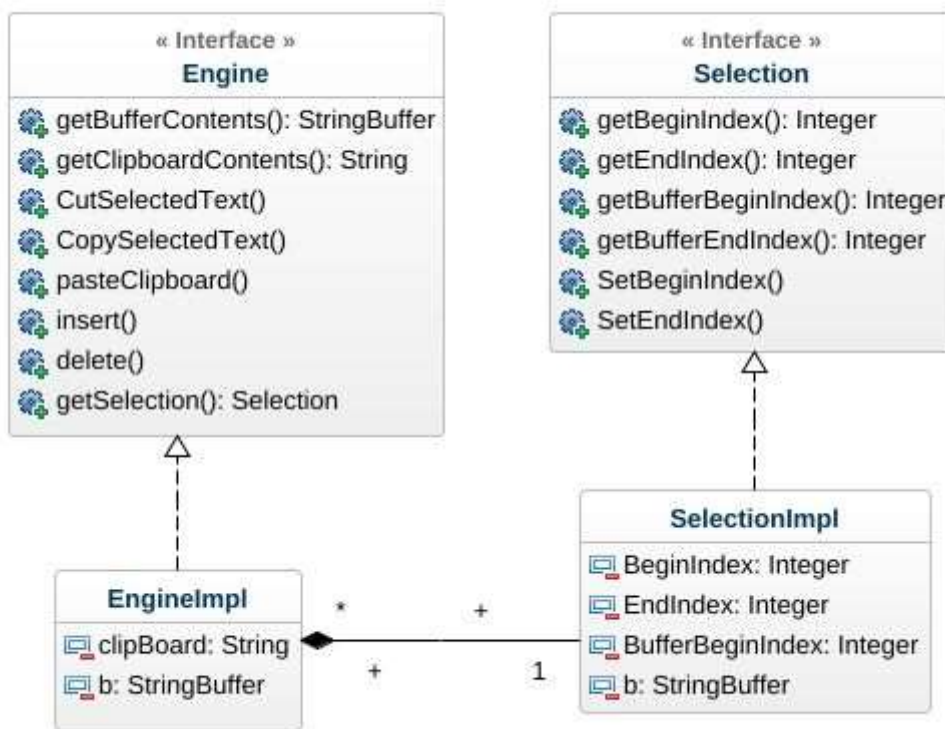 « Interface »
Engine
getBufferContents(): StringBuffer
getClipboardContents(): String
CutSelectedText()
CopySelectedText()
pasteClipboard()
insert()
delete()
getSelection(): Selection
« Interface »
Selection
getBeginIndex(): Integer
getEndIndex(): Integer
getBufferBeginIndex(): Integer
getBufferEndIndex(): Integer
SetBeginIndex()
SetEndIndex()
EngineImpl
clipBoard: String
b: StringBuffer
* +
+ 1
SelectionImpl
BeginIndex: Integer
EndIndex: Integer
BufferBeginIndex: Integer
b: StringBuffer